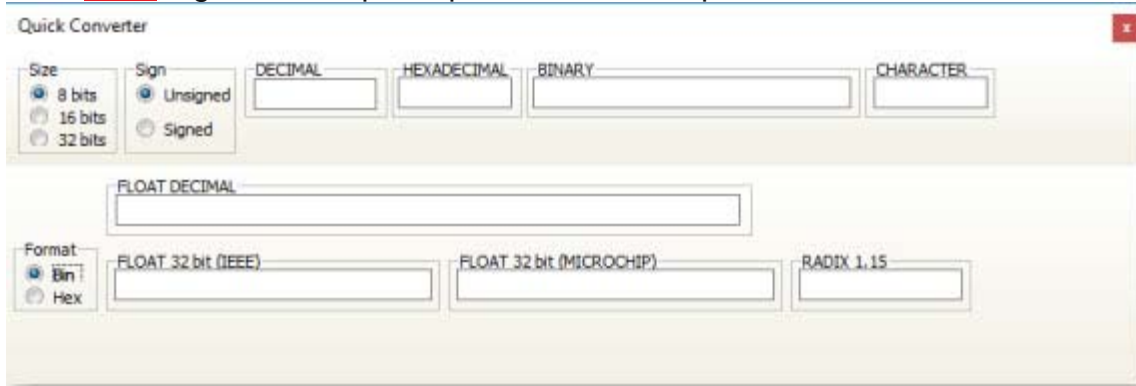 Quick Converter
x
Size Sign DECIMAL HEXADECIMAL BINARY CHARACTER
8 bits Unsigned
16 bits
32 bits Signed
FLOAT DECIMAL
Format
Bin
Hex
FLOAT 32 bit (IEEE) FLOAT 32 bit (MICROCHIP) RADIX 1.15